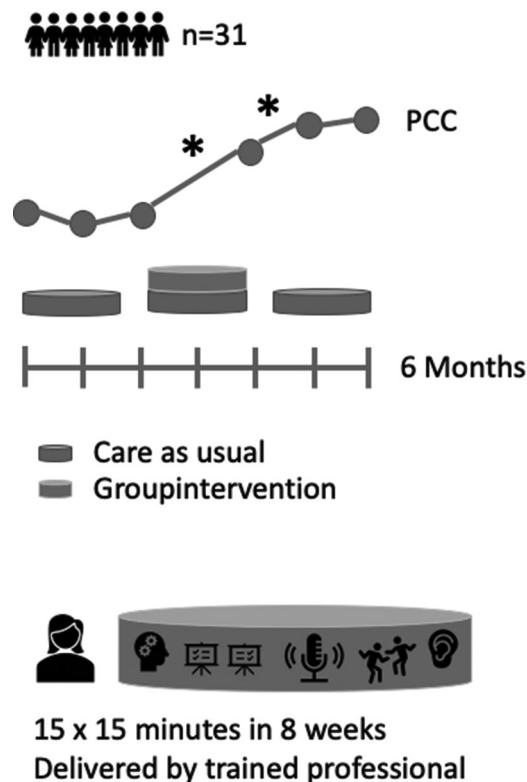 n=31
*
*
PCC
6 Months
Care as usual
Groupintervention
15 x 15 minutes in 8 weeks
Delivered by trained professional